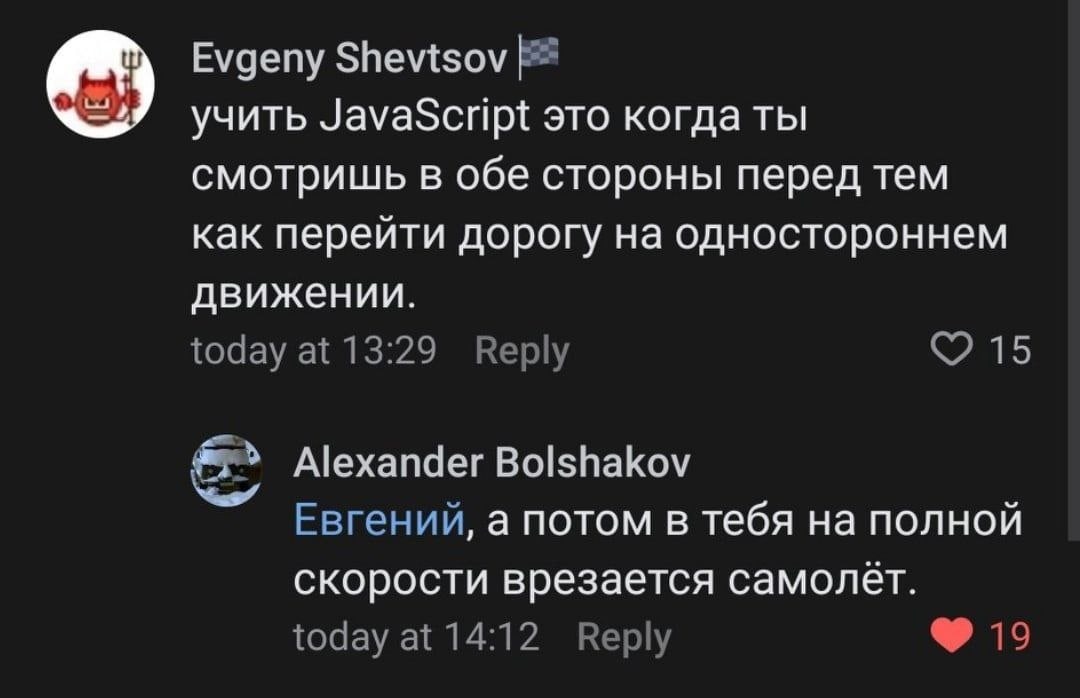 Evgeny Shevtsov
учить JavaScript это когда ты
смотришь в обе стороны перед тем
как перейти дорогу на одностороннем
движении.
today at 13:29 Reply 15
Alexander Bolshakov
Евгений, а потом в тебя на полной
скорости врезается самолёт.
today at 14:12 Reply 19